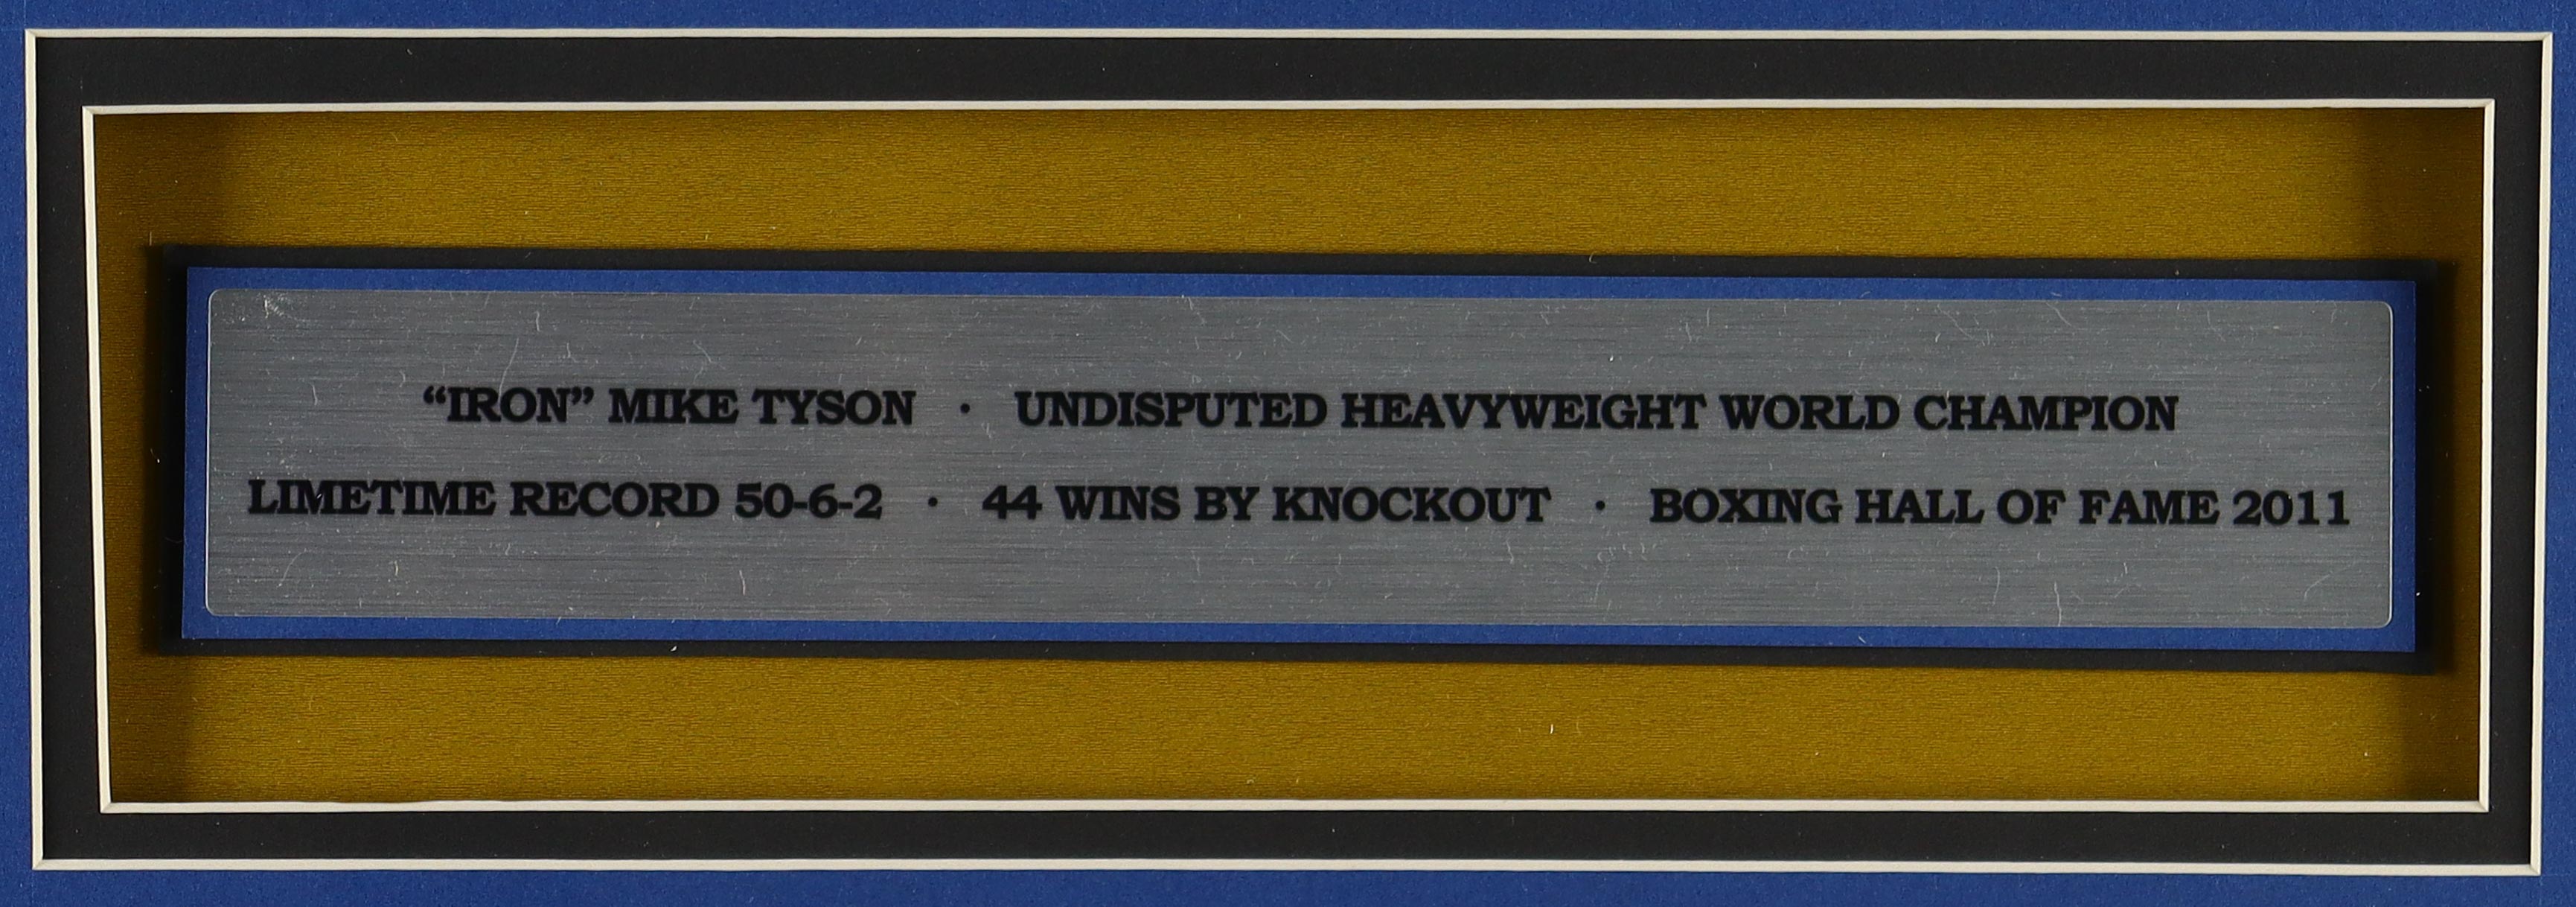 “IRON” MIKE TYSON · UNDISPUTED HEAVYWEIGHT WORLD CHAMPION
LIMETIME RECORD 50-6-2 · 44 WINS BY KNOCKOUT · BOXING HALL OF FAME 2011